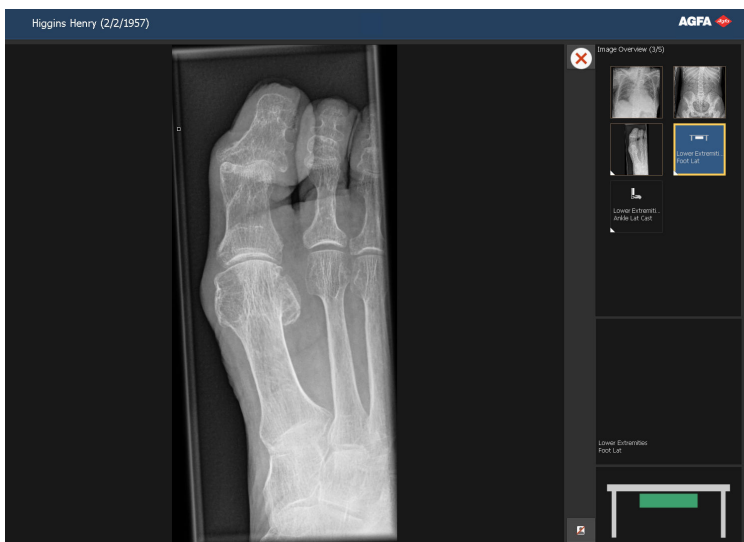 Higgins Henry (2/2/1957)
AGFA
Image Overview (3/5)
Lower Extremiti...
Foot Lat
Lower Extremiti...
Ankle Lat Cast
Lower Extremities
Foot Lat